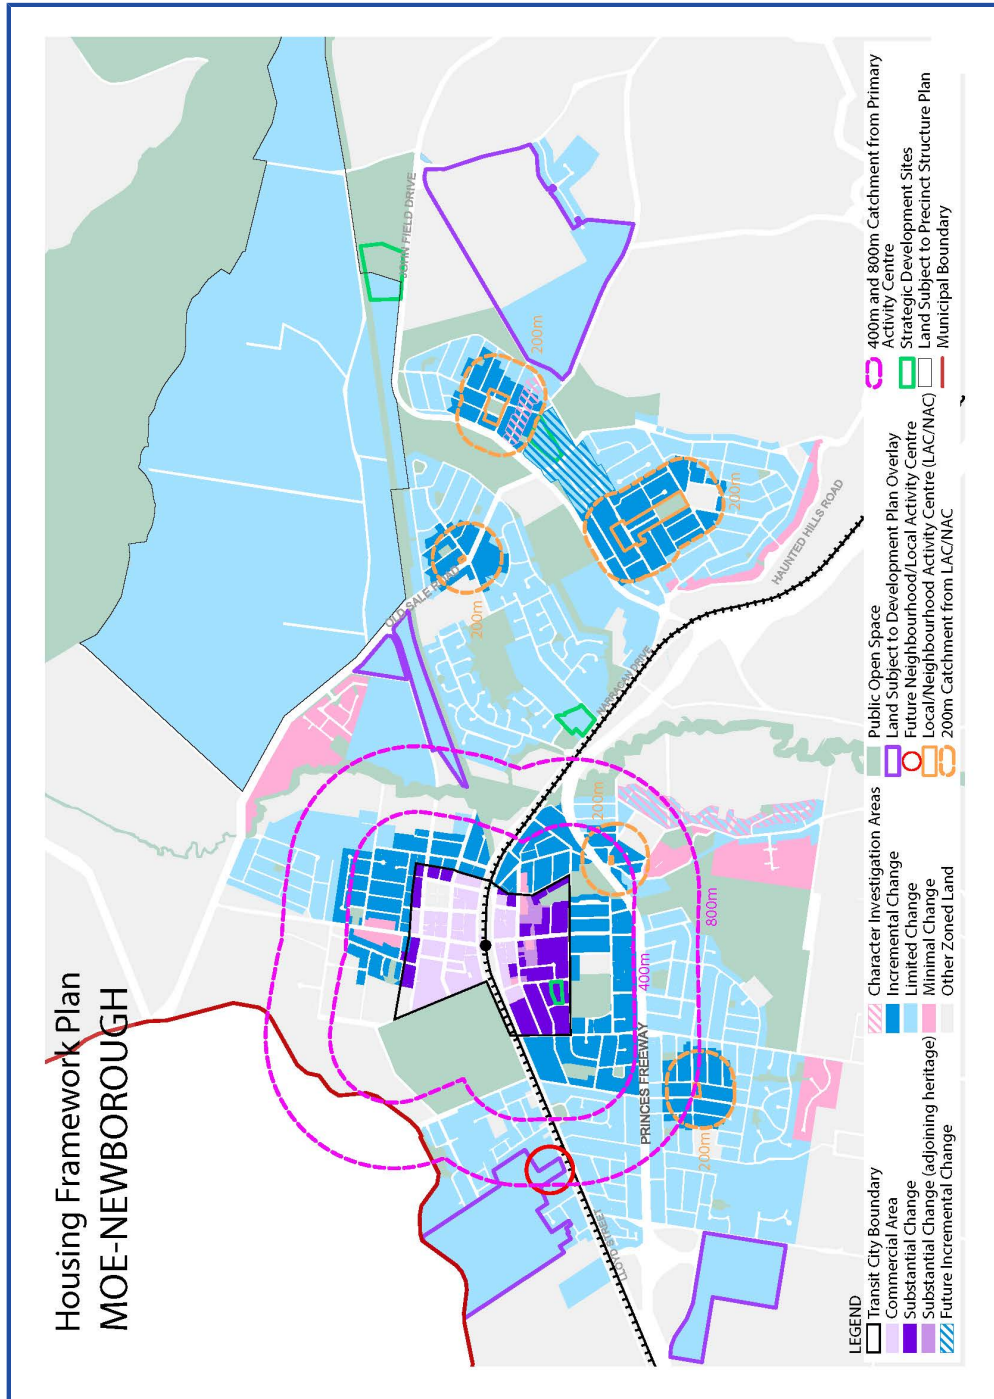 Housing Framework Plan
MOE-NEWBOROUGH
JOHN FIELD DRIVE
OLD SALE ROAD
200m
200m
200m
HAUNTED HILLS ROAD
NARRACAN DRIVE
200m
800m
400m
PRINCES FREEWAY
200m
LLOYD STREET
LEGEND
Transit City Boundary
Commercial Area
Substantial Change
Substantial Change (adjoining heritage)
Future Incremental Change
Character Investigation Areas
Incremental Change
Limited Change
Minimal Change
Other Zoned Land
Public Open Space
Land Subject to Development Plan Overlay
Future Neighbourhood/Local Activity Centre
Local/Neighbourhood Activity Centre (LAC/NAC)
200m Catchment from LAC/NAC
400m and 800m Catchment from Primary
Activity Centre
Strategic Development Sites
Land Subject to Precinct Structure Plan
Municipal Boundary